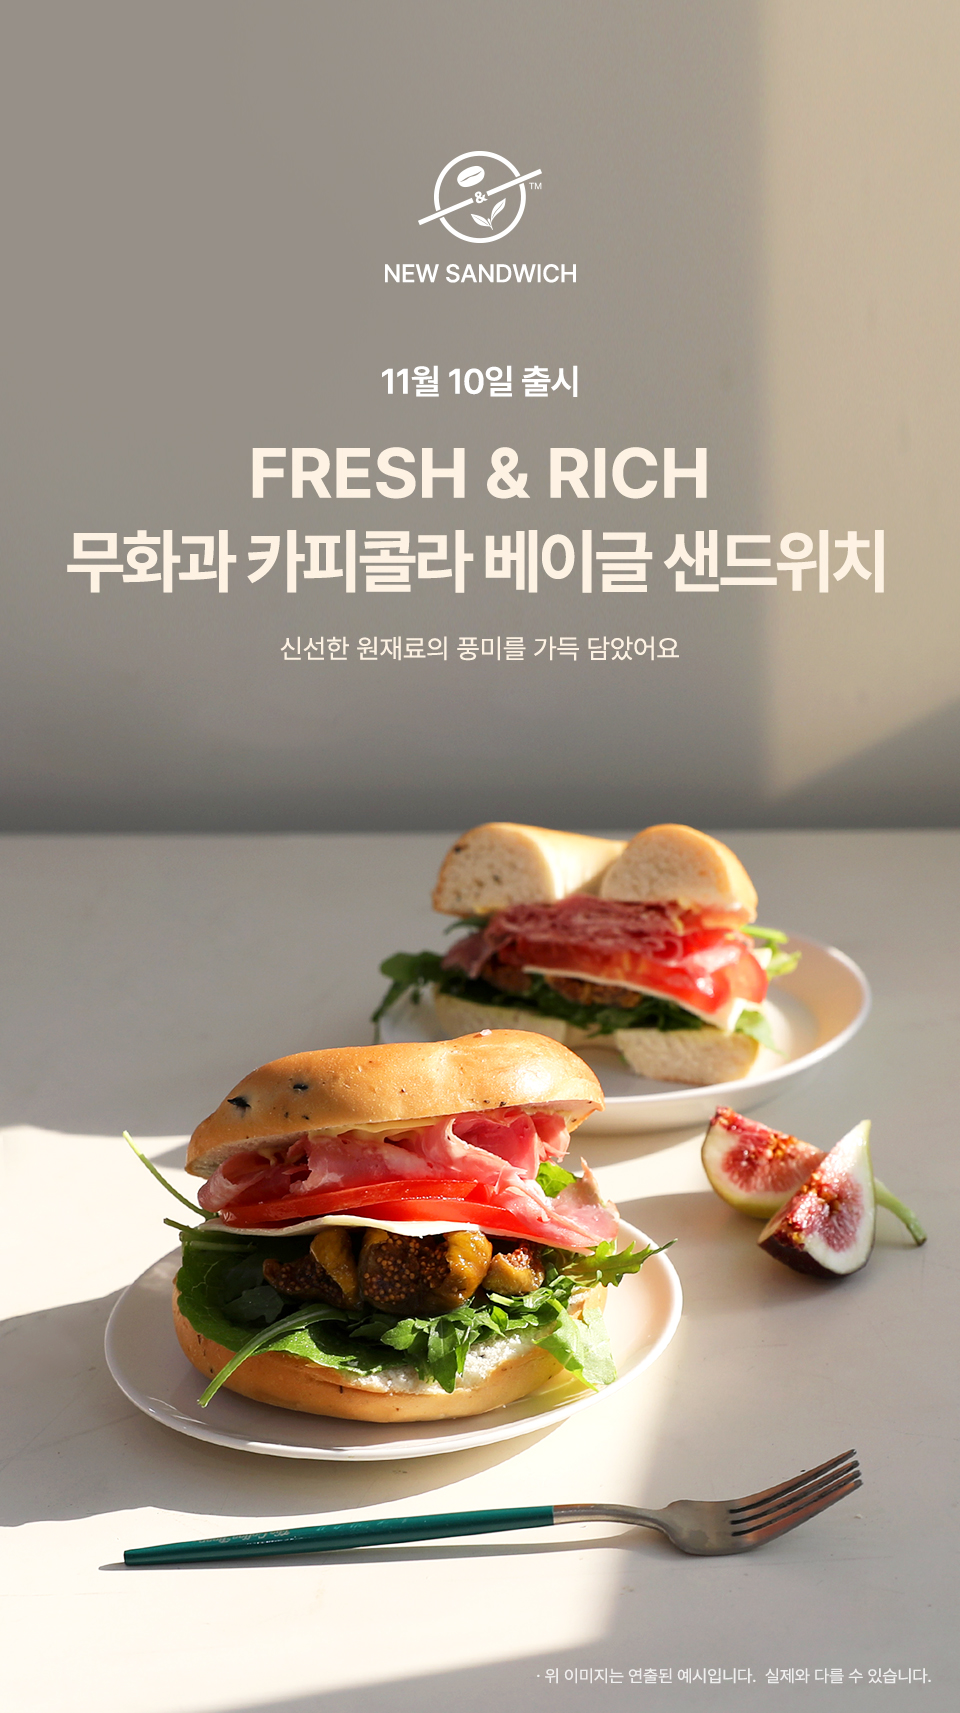 &
TM
NEW SANDWICH
11월 10일 출시
FRESH & RICH
무화과 카피콜라 베이글 샌드위치
신선한 원재료의 풍미를 가득 담았어요
· 위 이미지는 연출된 예시입니다. 실제와 다를 수 있습니다.